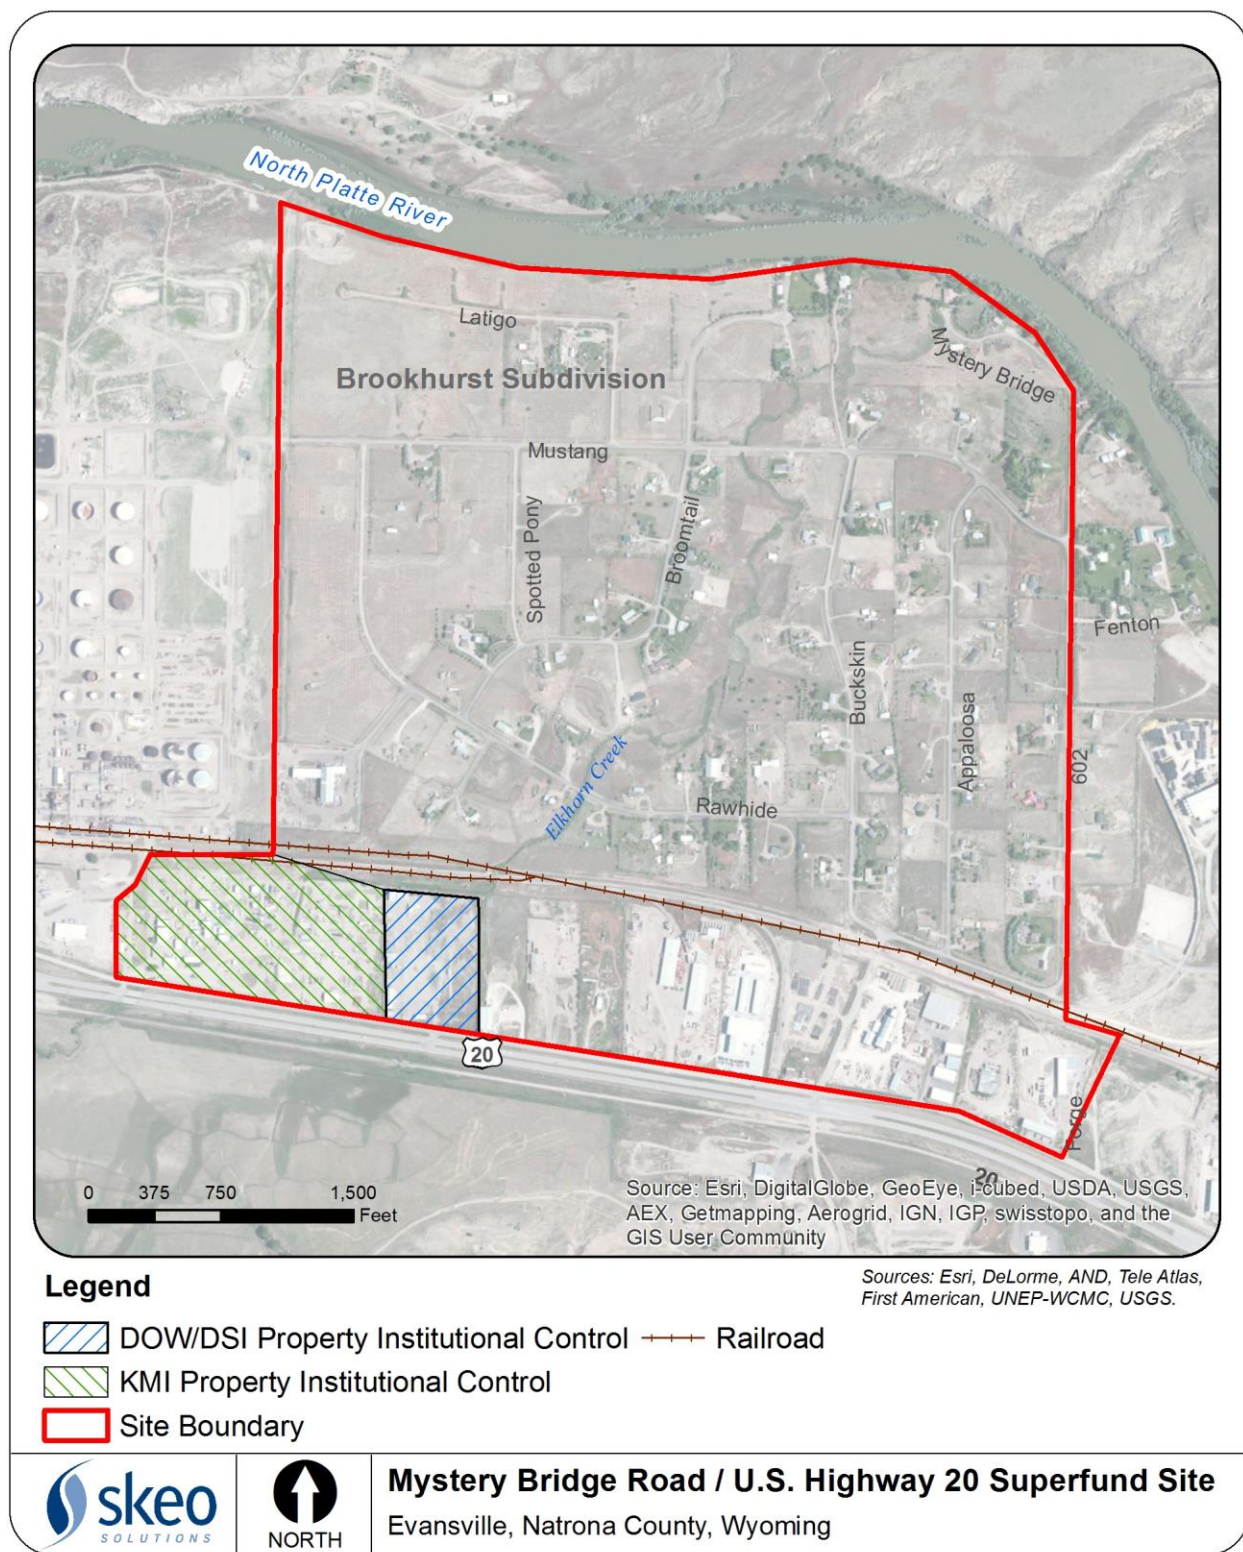 North Platte River
Latigo
Mystery Bridge
Brookhurst Subdivision
Mustang
Spotted Pony
Broomtail
Fenton
Buckskin
Appaloosa
602
Elkhorn Creek
Rawhide
20
Forge
20
0 375 750 1,500
Feet
Source: Esri, DigitalGlobe, GeoEye, i-cubed, USDA, USGS,
AEX, Getmapping, Aerogrid, IGN, IGP, swisstopo, and the
GIS User Community
Sources: Esri, DeLorme, AND, Tele Atlas,
First American, UNEP-WCMC, USGS.
Legend
DOW/DSI Property Institutional Control
Railroad
KMI Property Institutional Control
Site Boundary
skeo
SOLUTIONS
NORTH
Mystery Bridge Road / U.S. Highway 20 Superfund Site
Evansville, Natrona County, Wyoming